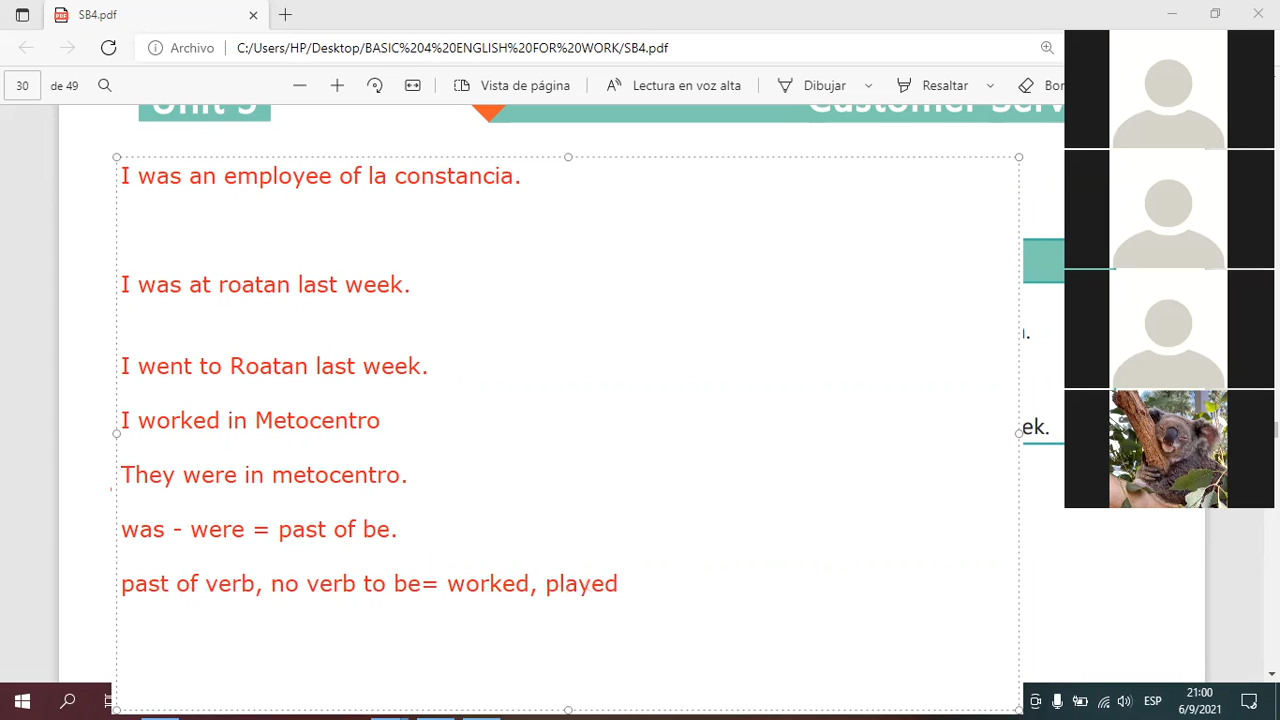 SB4.pdf
Archivo
C:/Users/HP/Desktop/BASIC%204%20ENGLISH%20FOR%20WORK/SB4.pdf
30 de 49
Vista de página
Lectura en voz alta
Dibujar
Resaltar
Bor
Unit 5
Customer Serv
I was an employee of la constancia.
I was at roatan last week.
I went to Roatan last week.
I worked in Metocentro
They were in metocentro.
was - were = past of be.
past of verb, no verb to be= worked, played
eek.
ESP
21:00
6/9/2021